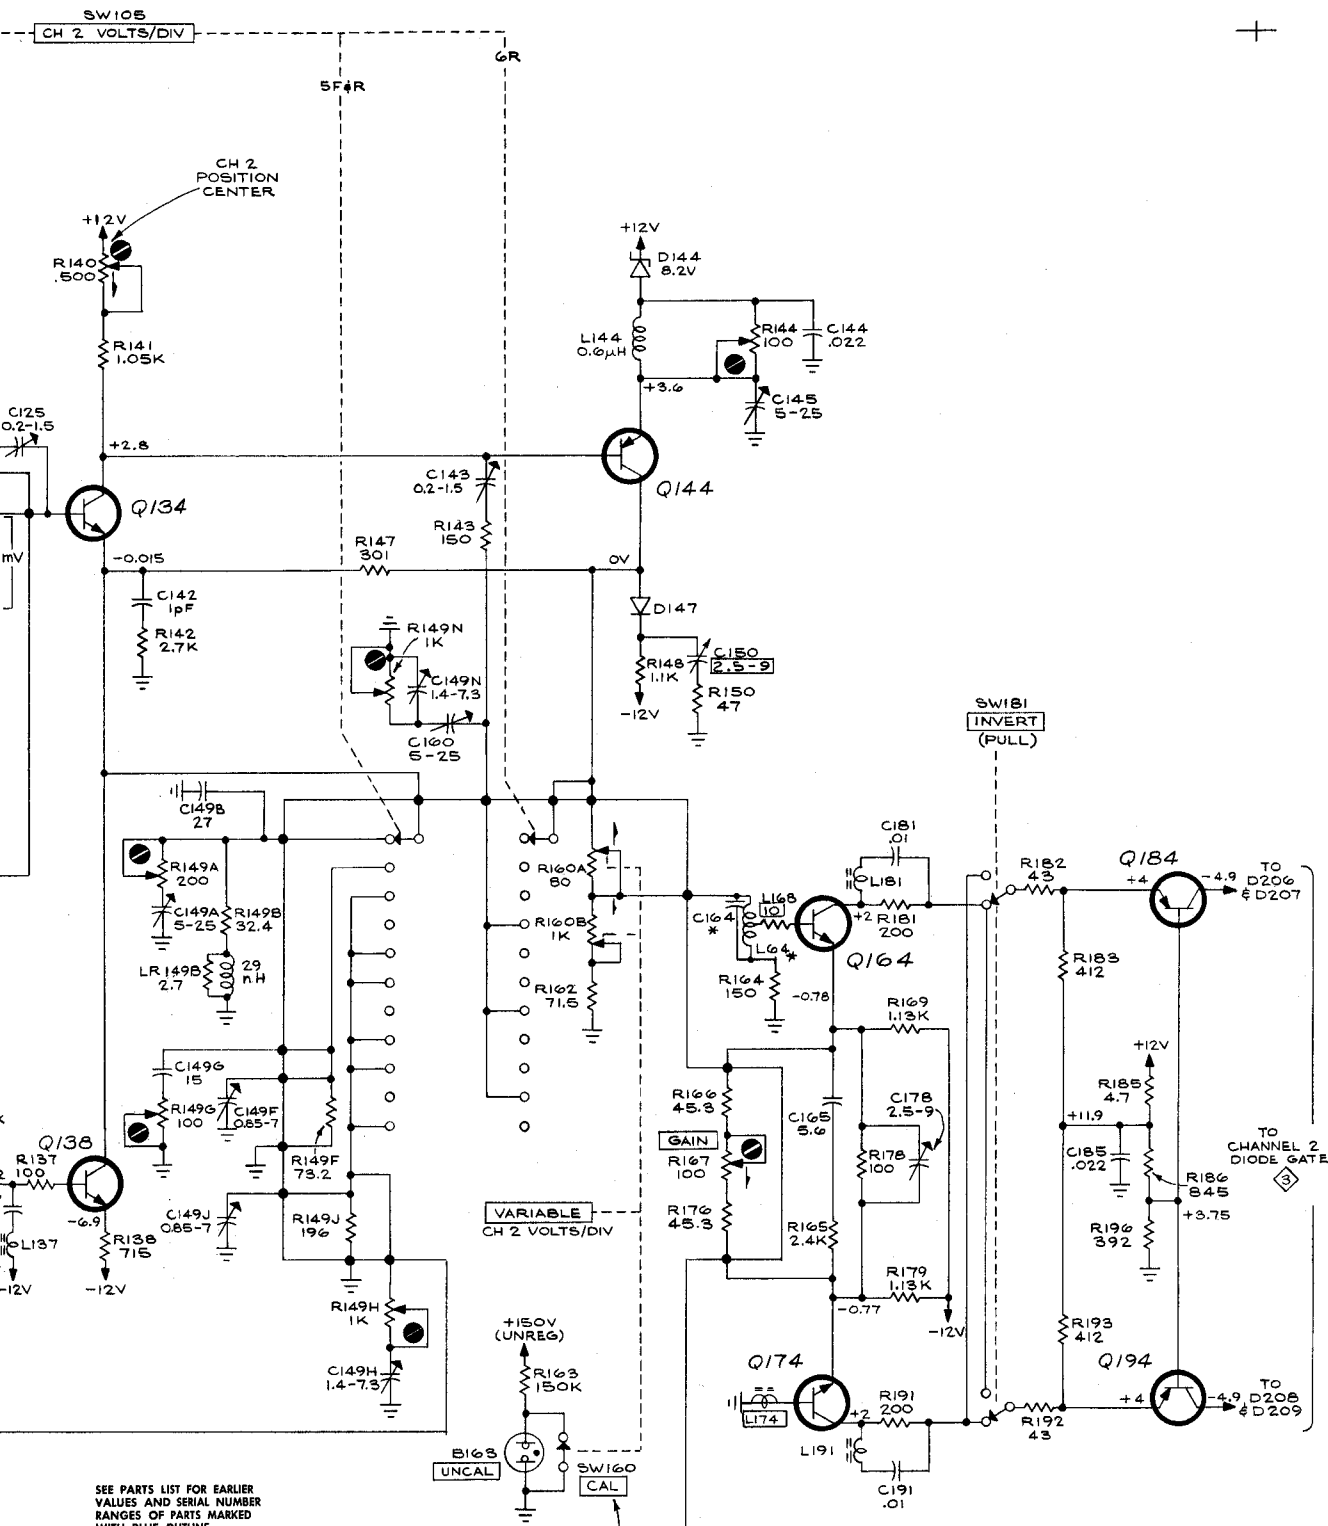 SW105
CH 2 VOLTS/DIV
6R
5F&R
CH 2
POSITION
CENTER
+12V
R140
500
R141
1.05K
C125
0.2-1.5
+2.8
Q134
mV
-0.015
C142
1pF
R142
2.7K
R147
301
C143
0.2-1.5
R143
150
+12V
D144
8.2V
L144
0.6µH
R144
100
C144
.022
+3.6
C145
5-25
Q144
0V
D147
R148
1.1K
-12V
C150
2.5-9
R150
47
R149N
1K
C149N
1.4-7.3
C160
5-25
C149B
27
R149A
200
C149A
5-25
R149B
32.4
LR149B
2.7
29
nH
C149G
15
R149G
100
C149F
0.85-7
R149F
73.2
C149J
0.85-7
R149J
196
R149H
1K
C149H
1.4-7.3
Q138
R137
100
-6.9
L137
-12V
R138
715
-12V
R160A
80
R160B
1K
R162
71.5
VARIABLE
CH 2 VOLTS/DIV
+150V
(UNREG)
R163
150K
B163
UNCAL
SW160
CAL
C164
*
L168
10
L64*
R164
150
Q164
-0.78
+2
C181
.01
L181
R181
200
R169
1.13K
R166
45.3
GAIN
R167
100
R176
45.3
C165
5.6
R165
2.4K
C178
2.5-9
R178
100
R179
1.13K
-0.77
-12V
Q174
L174
+2
R191
200
L191
C191
.01
SW181
INVERT
(PULL)
R182
43
Q184
+4
-4.9
TO
D206
& D207
R183
412
+12V
R185
4.7
+11.9
C185
.022
R186
845
+3.75
R196
392
R193
412
R192
43
Q194
+4
-4.9
TO
D208
& D209
TO
CHANNEL 2
DIODE GATE
3
SEE PARTS LIST FOR EARLIER
VALUES AND SERIAL NUMBER
RANGES OF PARTS MARKED
WITH BLUE OUTLINE